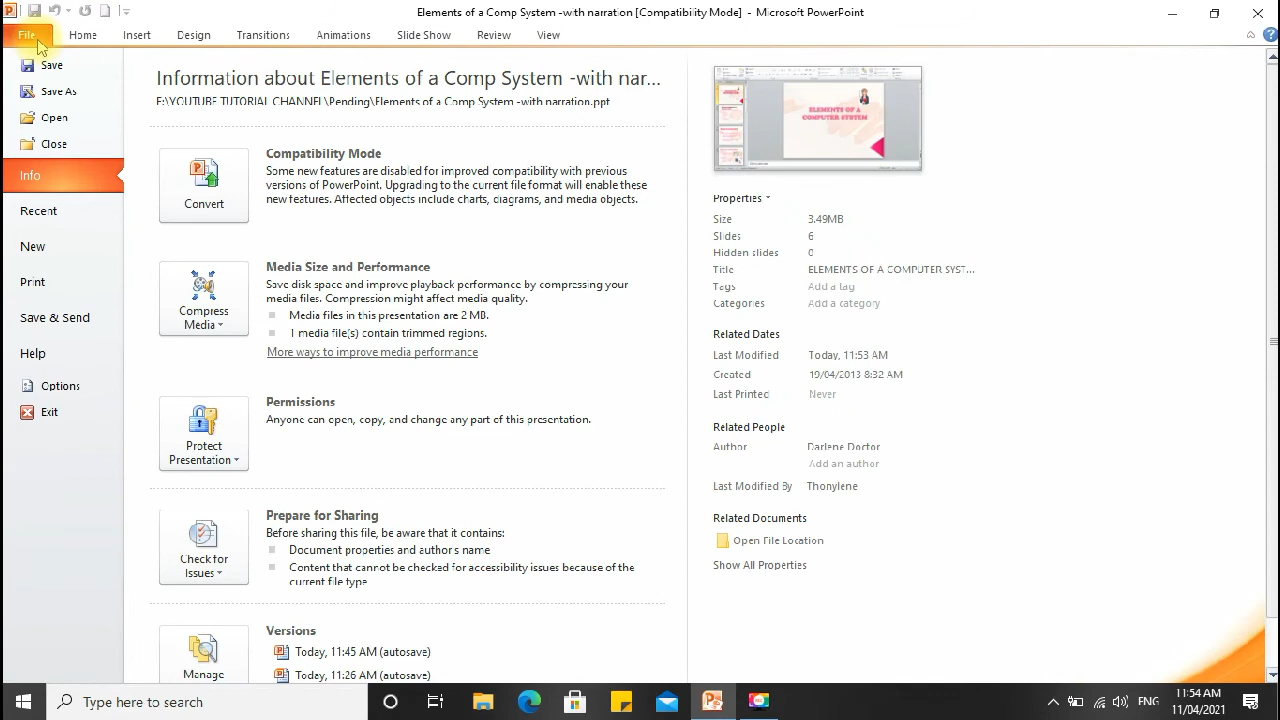 Elements of a Comp System -with narration [Compatibility Mode] - Microsoft PowerPoint
File Home Insert Design Transitions Animations Slide Show Review View
Save
Save As
Open
Close
Info
Recent
New
Print
Save & Send
Help
Options
Exit
Information about Elements of a Comp System -with nar...
F:\YOUTUBE TUTORIAL CHANNEL\Pending\Elements of a Comp System -with narration.ppt
Convert
Compatibility Mode
Some new features are disabled for improved compatibility with previous
versions of PowerPoint. Upgrading to the current file format will enable these
new features. Affected objects include charts, diagrams, and media objects.
Compress
Media
Media Size and Performance
Save disk space and improve playback performance by compressing your
media files. Compression might affect media quality.
Media files in this presentation are 2 MB.
1 media file(s) contain trimmed regions.
More ways to improve media performance
Protect
Presentation
Permissions
Anyone can open, copy, and change any part of this presentation.
Check for
Issues
Prepare for Sharing
Before sharing this file, be aware that it contains:
Document properties and author's name
Content that cannot be checked for accessibility issues because of the
current file type
Manage
Versions
Today, 11:45 AM (autosave)
Today, 11:26 AM (autosave)
ELEMENTS OF A
COMPUTER SYSTEM
Properties
Size 3.49MB
Slides 6
Hidden slides 0
Title ELEMENTS OF A COMPUTER SYST...
Tags Add a tag
Categories Add a category
Related Dates
Last Modified Today, 11:53 AM
Created 19/04/2013 8:32 AM
Last Printed Never
Related People
Author Darlene Doctor
Add an author
Last Modified By Thonylene
Related Documents
Open File Location
Show All Properties
Type here to search
ENG
11:54 AM
11/04/2021